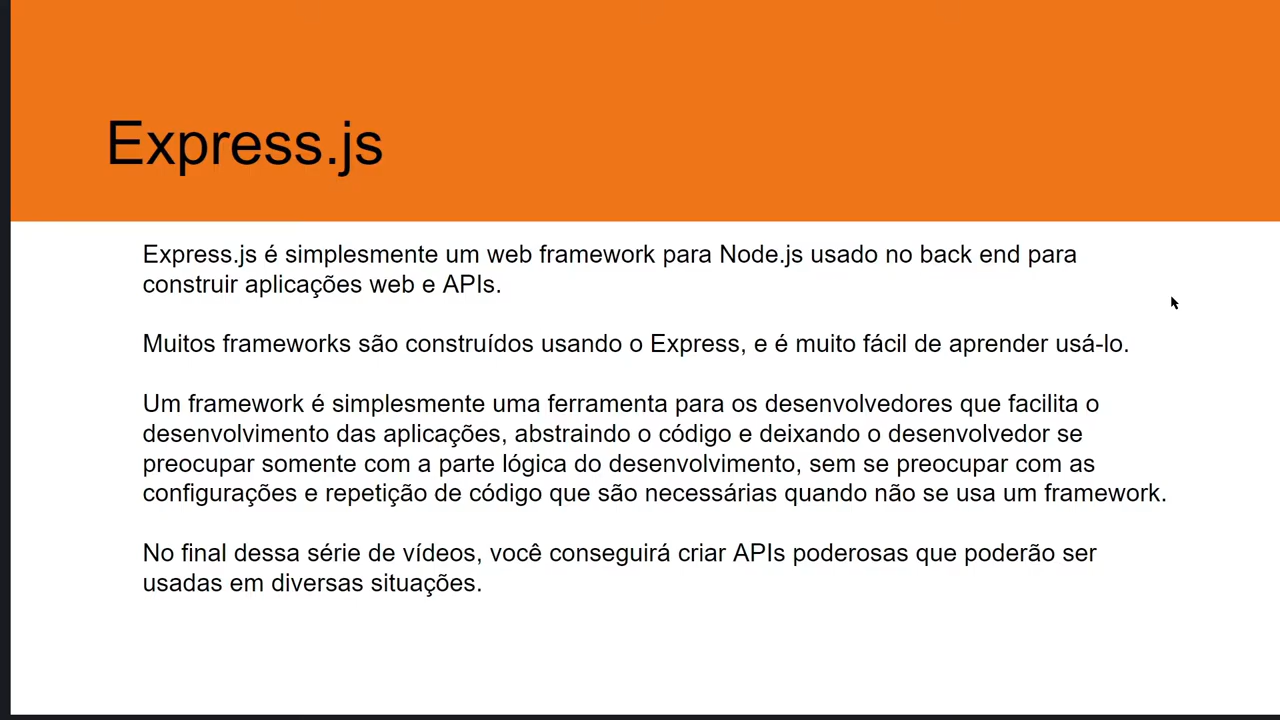 Express.js
Express.js é simplesmente um web framework para Node.js usado no back end para
construir aplicações web e APIs.
Muitos frameworks são construídos usando o Express, e é muito fácil de aprender usá-lo.
Um framework é simplesmente uma ferramenta para os desenvolvedores que facilita o
desenvolvimento das aplicações, abstraindo o código e deixando o desenvolvedor se
preocupar somente com a parte lógica do desenvolvimento, sem se preocupar com as
configurações e repetição de código que são necessárias quando não se usa um framework.
No final dessa série de vídeos, você conseguirá criar APIs poderosas que poderão ser
usadas em diversas situações.